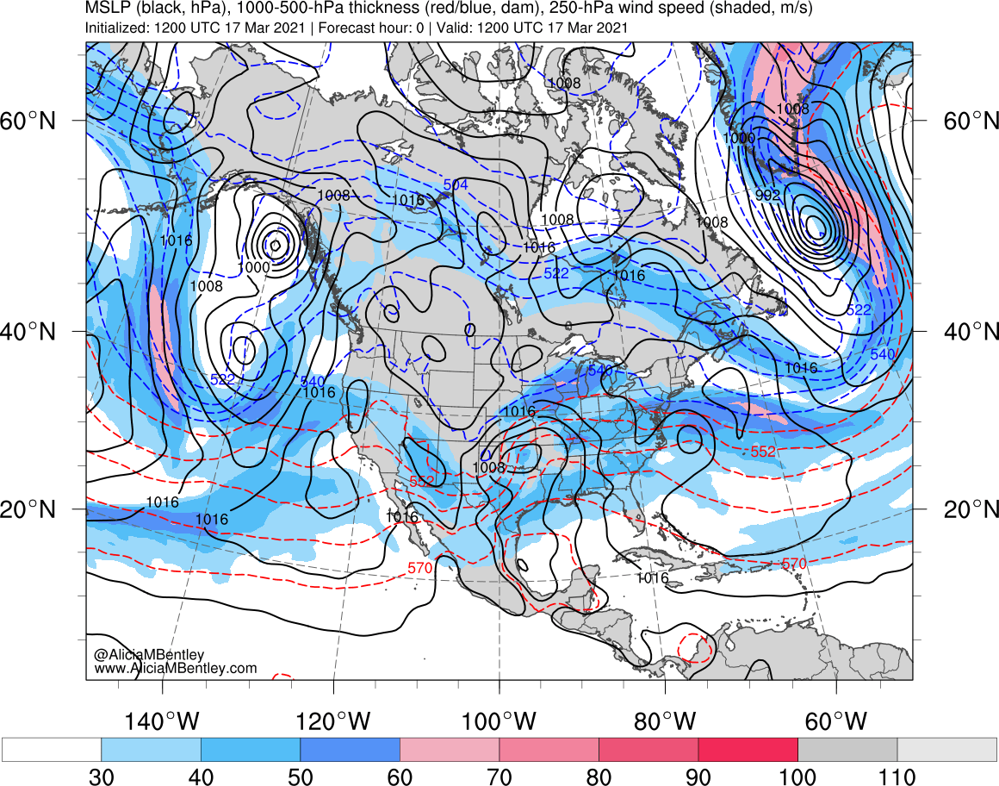 MSLP (black, hPa), 1000-500-hPa thickness (red/blue, dam), 250-hPa wind speed (shaded, m/s)
Initialized: 1200 UTC 17 Mar 2021 | Forecast hour: 0 | Valid: 1200 UTC 17 Mar 2021
1008
1008
60°N
60°N
1000
504
1008
1016
992
1008
1008
1016
1016
1000
522
1016
1008
522
40°N
40°N
540
1016
540
522
540
1016
1016
552
1008
552
1016
20°N
20°N
1016
1016
570
570
1016
@AliciaMBentley
www.AliciaMBentley.com
140°W
120°W
100°W
80°W
60°W
30
40
50
60
70
80
90
100
110